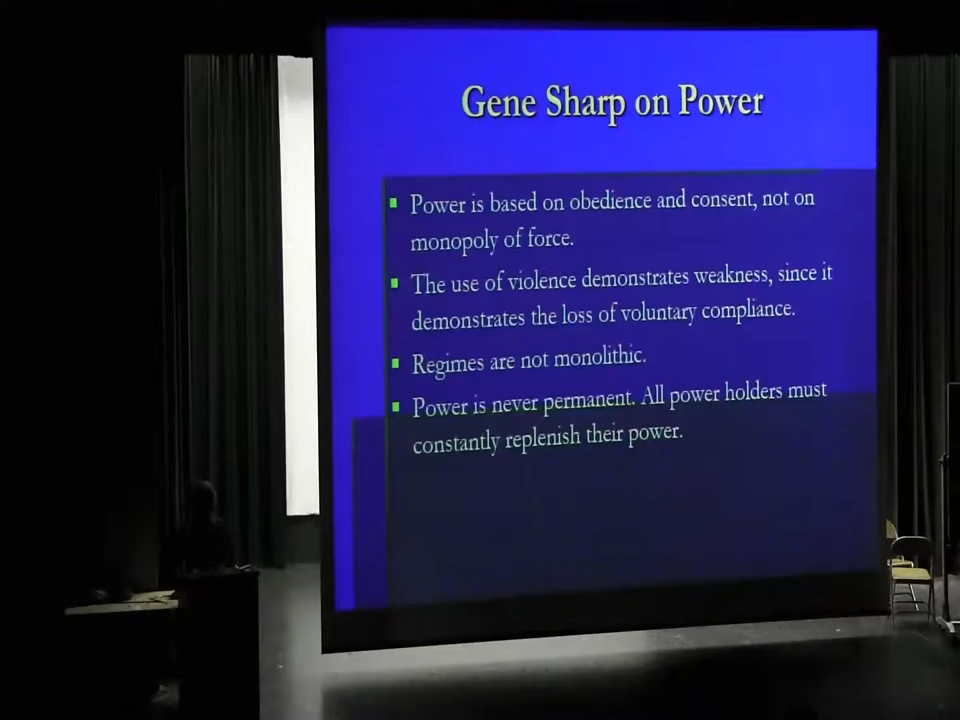 Gene Sharp on Power
Power is based on obedience and consent, not on
monopoly of force.
The use of violence demonstrates weakness, since it
demonstrates the loss of voluntary compliance.
Regimes are not monolithic.
Power is never permanent. All power holders must
constantly replenish their power.